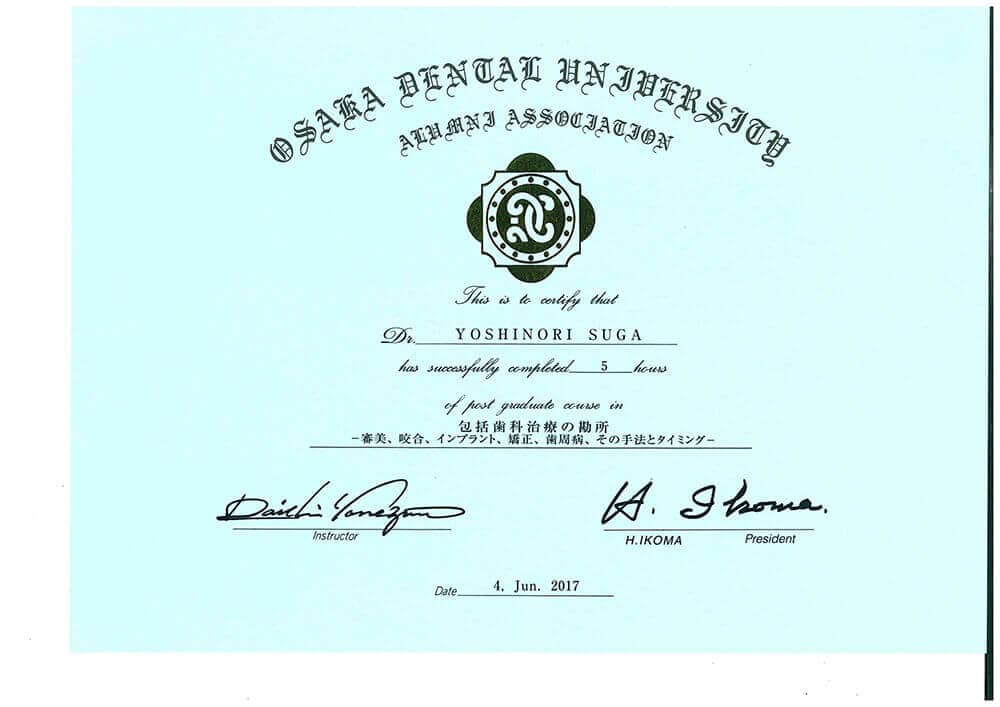 OSAKA DENTAL UNIVERSITY
ALUMNI ASSOCIATION
This is to certify that
Dr. YOSHINORI SUGA
has successfully completed 5 hours
of post graduate course in
包括歯科治療の勘所
－審美、咬合、インプラント、矯正、歯周病、その手法とタイミング－
Daichi Yonezawa H. Ikoma.
Instructor H.IKOMA President
Date 4, Jun. 2017